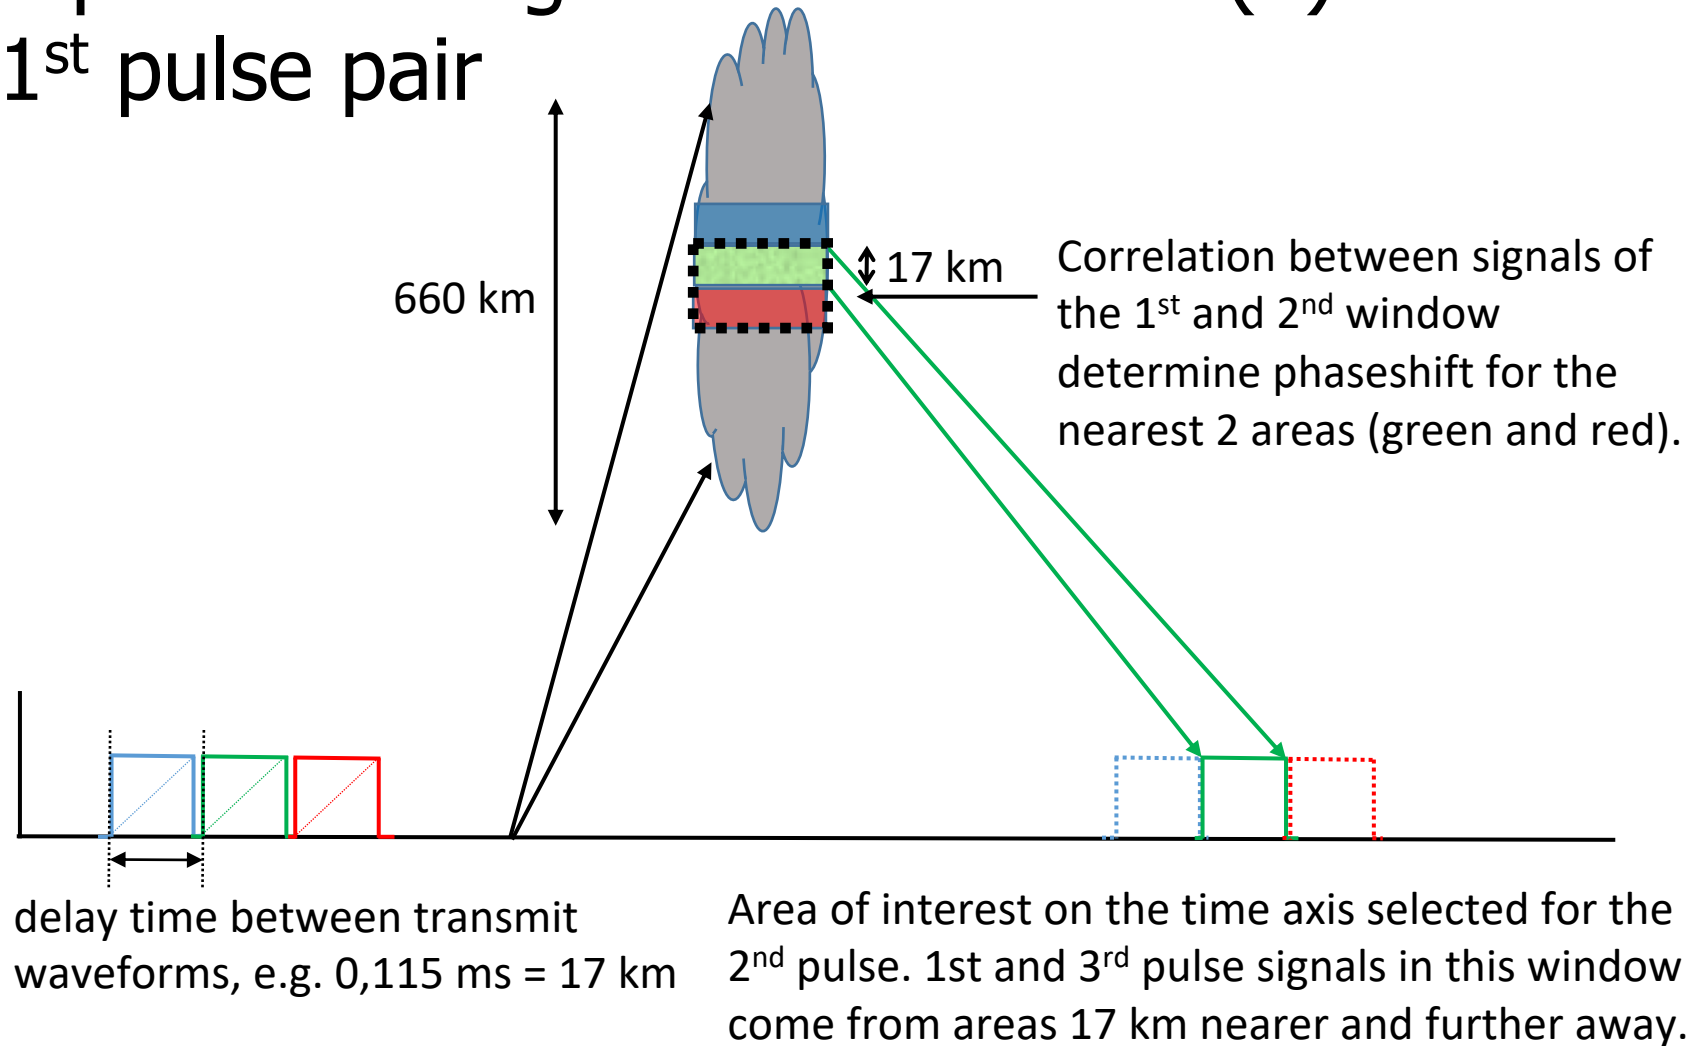 1st pulse pair
660 km
17 km
Correlation between signals of
the 1st and 2nd window
determine phaseshift for the
nearest 2 areas (green and red).
delay time between transmit
waveforms, e.g. 0,115 ms = 17 km
Area of interest on the time axis selected for the
2nd pulse. 1st and 3rd pulse signals in this window
come from areas 17 km nearer and further away.